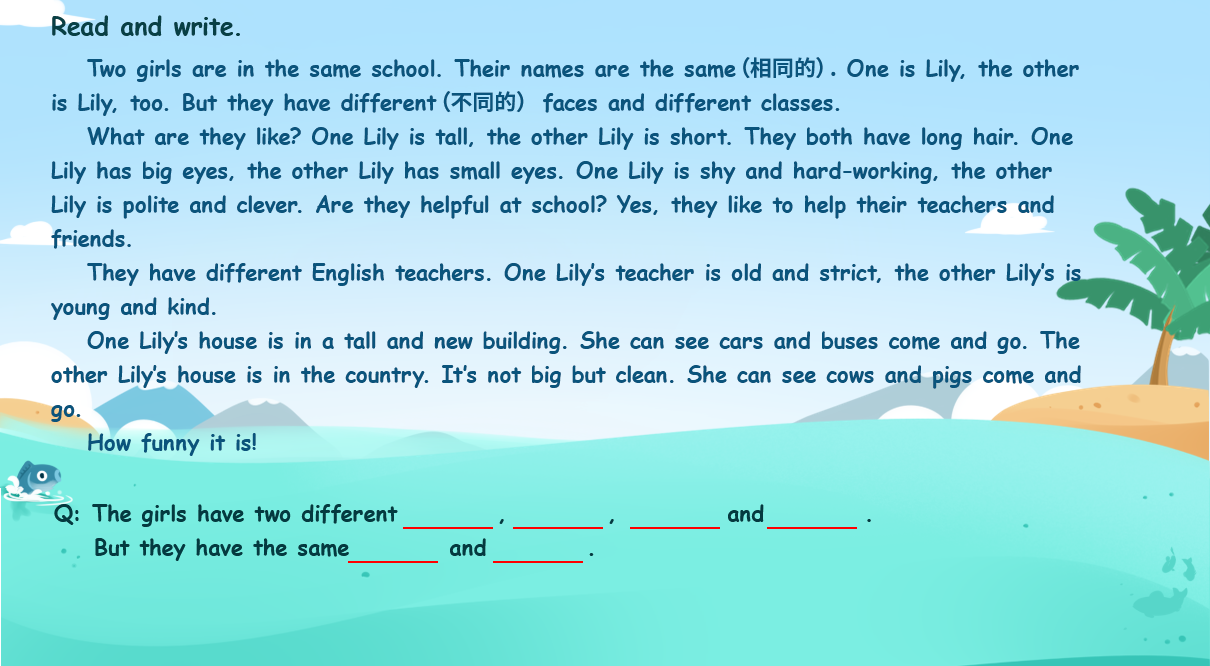 Read and write.
Two girls are in the same school. Their names are the same(相同的). One is Lily, the other
is Lily, too. But they have different(不同的) faces and different classes.
What are they like? One Lily is tall, the other Lily is short. They both have long hair. One
Lily has big eyes, the other Lily has small eyes. One Lily is shy and hard-working, the other
Lily is polite and clever. Are they helpful at school? Yes, they like to help their teachers and
friends.
They have different English teachers. One Lily's teacher is old and strict, the other Lily's is
young and kind.
One Lily's house is in a tall and new building. She can see cars and buses come and go. The
other Lily's house is in the country. It's not big but clean. She can see cows and pigs come and
go.
How funny it is!
Q: The girls have two different ______, ______, ______ and ______.
But they have the same ______ and ______.